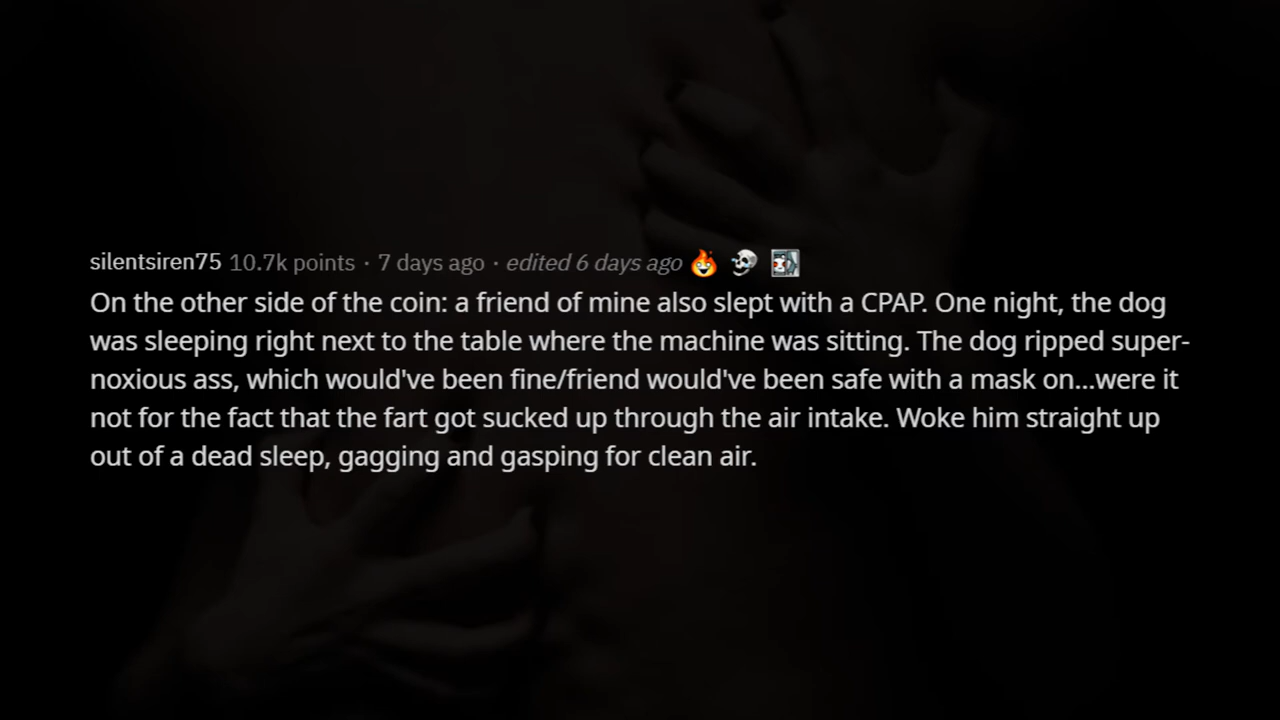 silentsiren75 10.7k points · 7 days ago · edited 6 days ago
On the other side of the coin: a friend of mine also slept with a CPAP. One night, the dog
was sleeping right next to the table where the machine was sitting. The dog ripped super-
noxious ass, which would've been fine/friend would've been safe with a mask on...were it
not for the fact that the fart got sucked up through the air intake. Woke him straight up
out of a dead sleep, gagging and gasping for clean air.